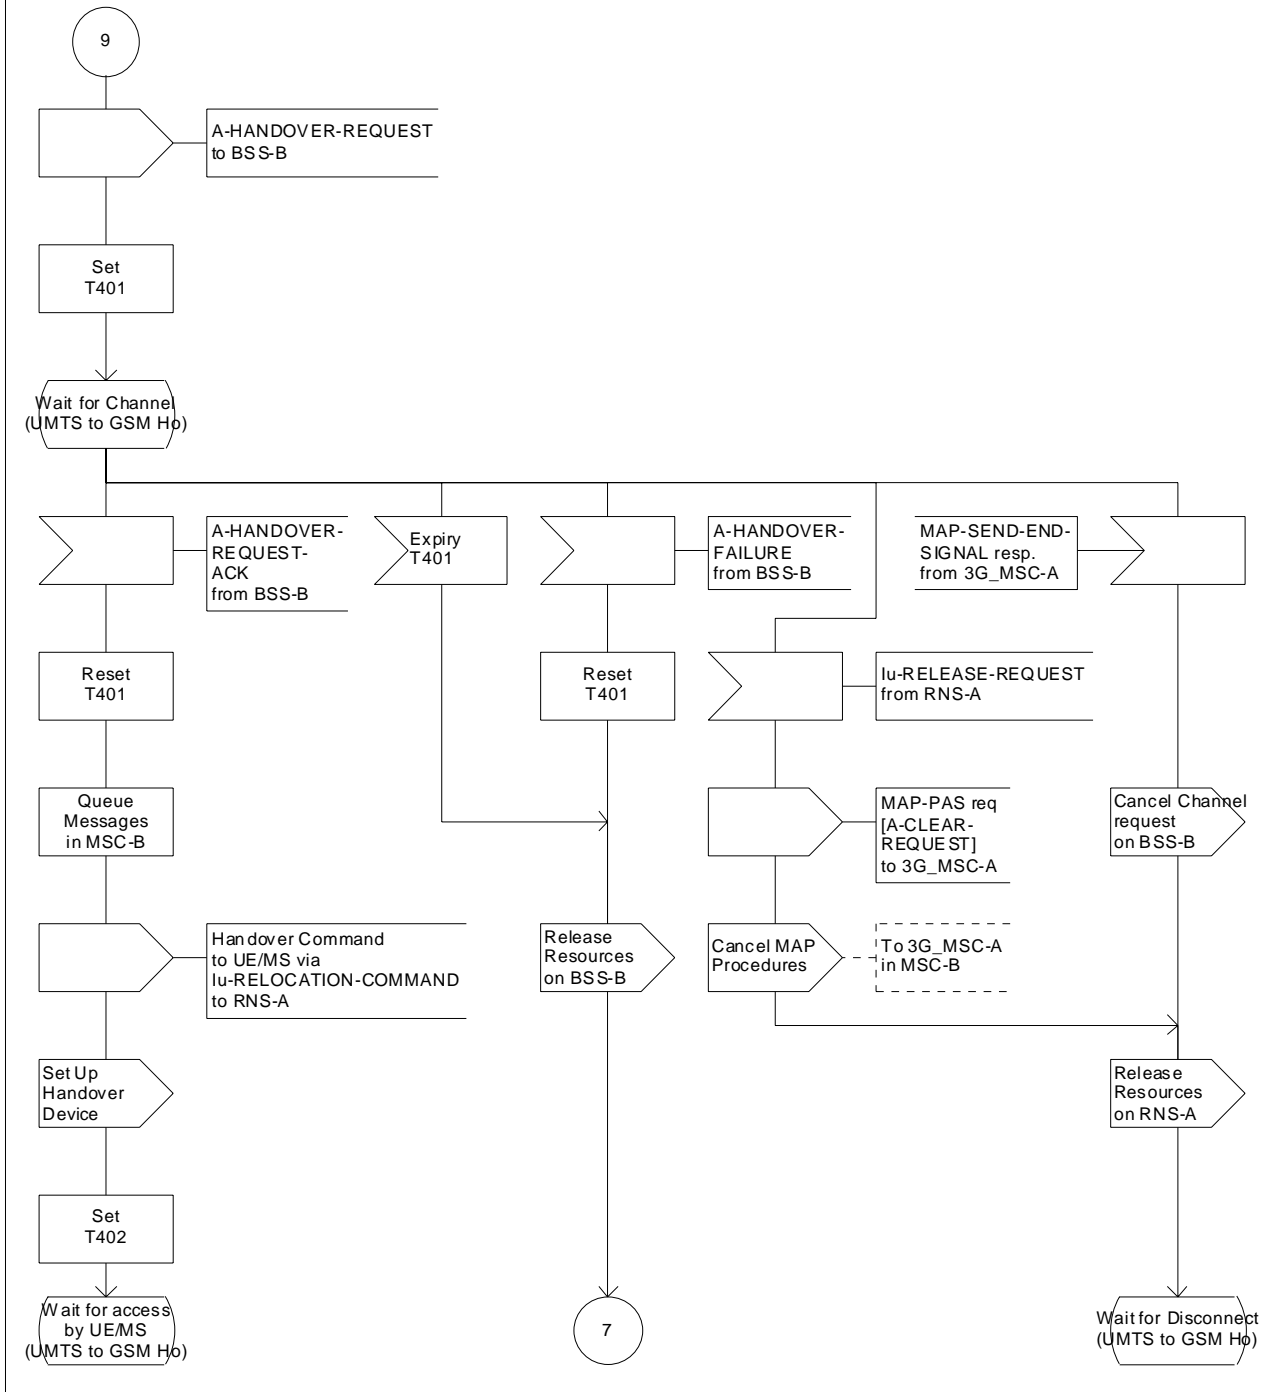 9
A-HANDOVER-REQUEST
to BSS-B
Set
T401
Wait for Channel
(UMTS to GSM Ho)
A-HANDOVER-
REQUEST-
ACK
from BSS-B
Expiry
T401
A-HANDOVER-
FAILURE
from BSS-B
MAP-SEND-END-
SIGNAL resp.
from 3G_MSC-A
Reset
T401
Reset
T401
Iu-RELEASE-REQUEST
from RNS-A
Queue
Messages
in MSC-B
MAP-PAS req
[A-CLEAR-
REQUEST]
to 3G_MSC-A
Cancel Channel
request
on BSS-B
Handover Command
to UE/MS via
Iu-RELOCATION-COMMAND
to RNS-A
Release
Resources
on BSS-B
Cancel MAP
Procedures
To 3G_MSC-A
in MSC-B
Set Up
Handover
Device
Release
Resources
on RNS-A
Set
T402
Wait for access
by UE/MS
(UMTS to GSM Ho)
7
Wait for Disconnect
(UMTS to GSM Ho)